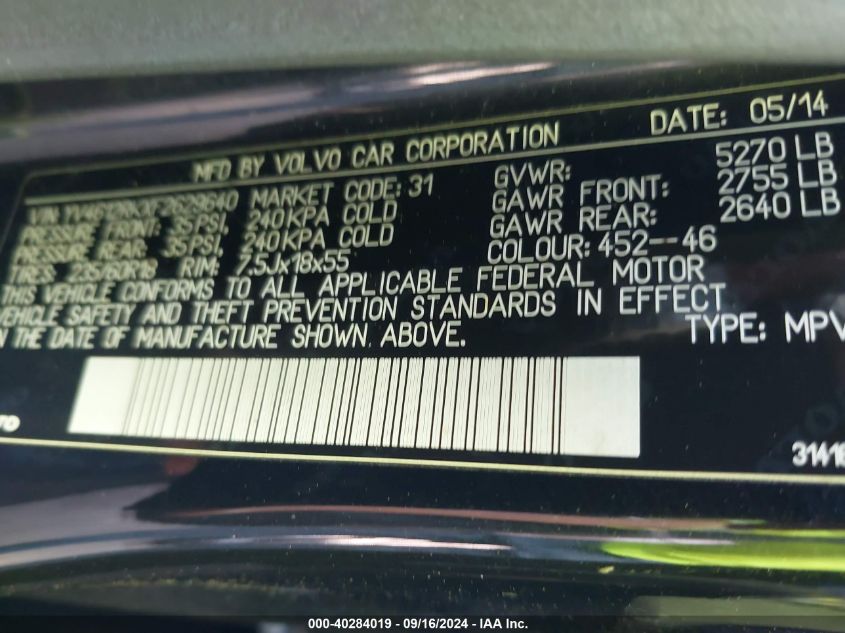 DATE: 05/14
MFD BY VOLVO CAR CORPORATION
VIN MARKET CODE: 31
PRESSURE FRONT: 35PSI, 240KPA COLD
PRESSURE REAR: 35PSI, 240KPA COLD
TIRES: 235/60R18 RIM: 7.5Jx18x55
GVWR: 5270 LB
GAWR FRONT: 2755 LB
GAWR REAR: 2640 LB
COLOUR: 452--46
THIS VEHICLE CONFORMS TO ALL APPLICABLE FEDERAL MOTOR
VEHICLE SAFETY AND THEFT PREVENTION STANDARDS IN EFFECT
ON THE DATE OF MANUFACTURE SHOWN ABOVE.
TYPE: MPV
000-40284019 - 09/16/2024 - IAA Inc.